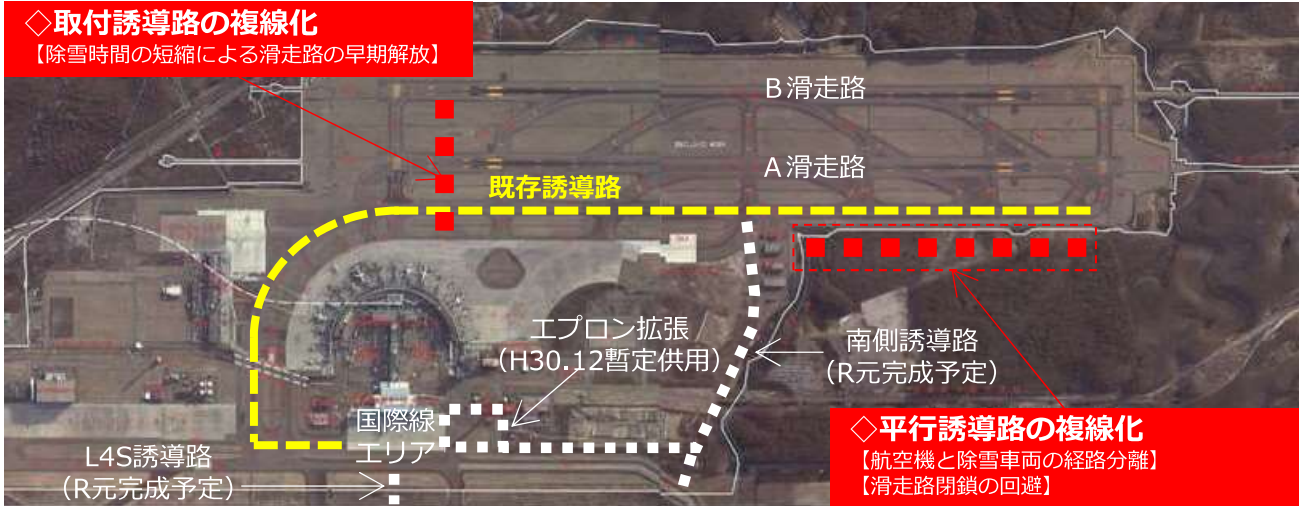 ◇取付誘導路の複線化
【除雪時間の短縮による滑走路の早期解放】
B滑走路
A滑走路
既存誘導路
エプロン拡張
(H30.12暫定供用)
南側誘導路
(R元完成予定)
国際線
エリア
L4S誘導路
(R元完成予定)
◇平行誘導路の複線化
【航空機と除雪車両の経路分離】
【滑走路閉鎖の回避】